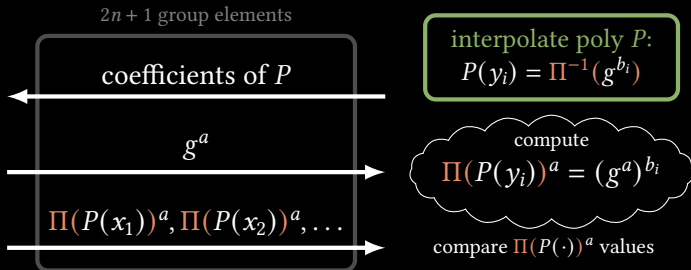 2n + 1 group elements
interpolate poly P:
P(y_i) = Π^{-1}(g^{b_i})
coefficients of P
g^a
compute
Π(P(y_i))^a = (g^a)^{b_i}
Π(P(x_1))^a, Π(P(x_2))^a, . . .
compare Π(P(·))^a values